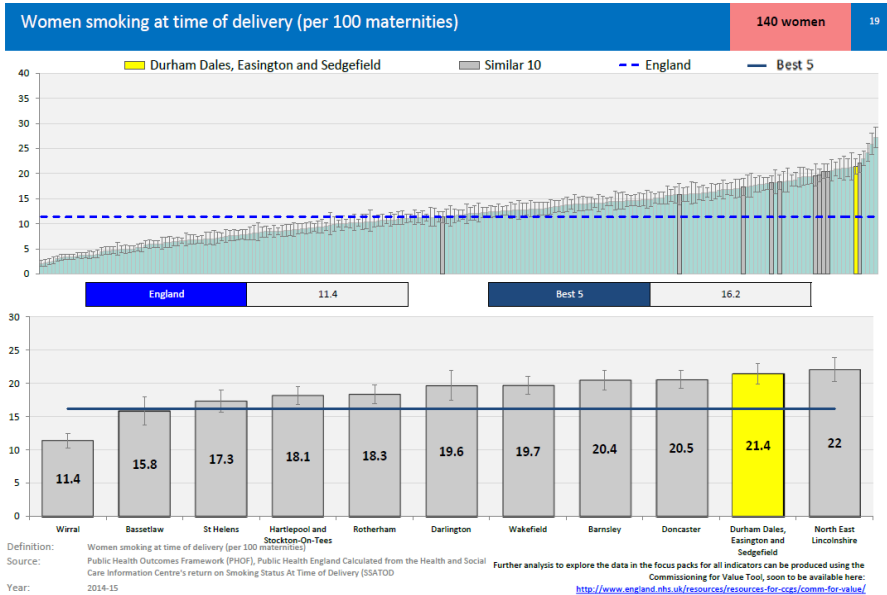 Women smoking at time of delivery (per 100 maternities)
140 women
19
Durham Dales, Easington and Sedgefield
Similar 10
England
Best 5
40
35
30
25
20
15
10
5
0
England
11.4
Best 5
16.2
30
25
20
15
10
5
0
11.4
15.8
17.3
18.1
18.3
19.6
19.7
20.4
20.5
21.4
22
Wirral
Bassetlaw
St Helens
Hartlepool and
Stockton-On-Tees
Rotherham
Darlington
Wakefield
Barnsley
Doncaster
Durham Dales,
Easington and
Sedgefield
North East
Lincolnshire
Definition:
Women smoking at time of delivery (per 100 maternities)
Source:
Public Health Outcomes Framework (PHOF), Public Health England Calculated from the Health and Social
Care Information Centre's return on Smoking Status At Time of Delivery (SSATOD
Year:
2014-15
Further analysis to explore the data in the focus packs for all indicators can be produced using the
Commissioning for Value Tool, soon to be available here:
http://www.england.nhs.uk/resources/resources-for-ccgs/comm-for-value/